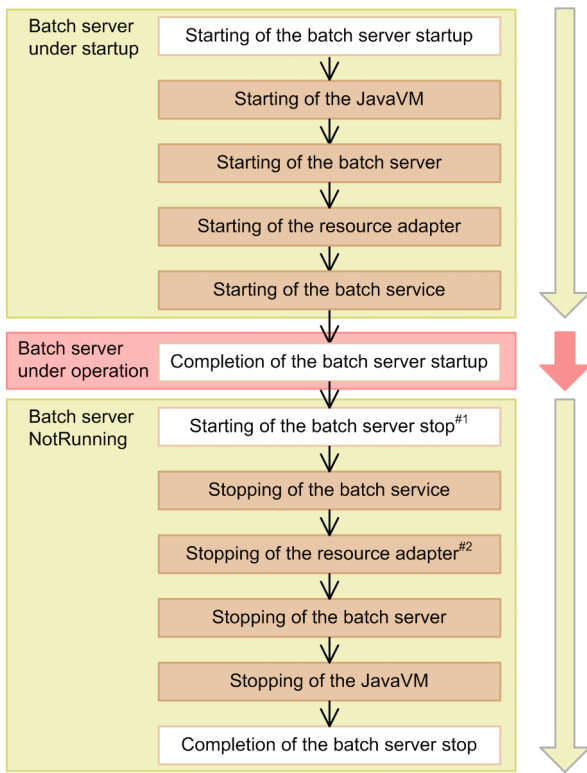 Batch server
under startup
Starting of the batch server startup
Starting of the JavaVM
Starting of the batch server
Starting of the resource adapter
Starting of the batch service
Batch server
under operation
Completion of the batch server startup
Batch server
NotRunning
Starting of the batch server stop#1
Stopping of the batch service
Stopping of the resource adapter#2
Stopping of the batch server
Stopping of the JavaVM
Completion of the batch server stop